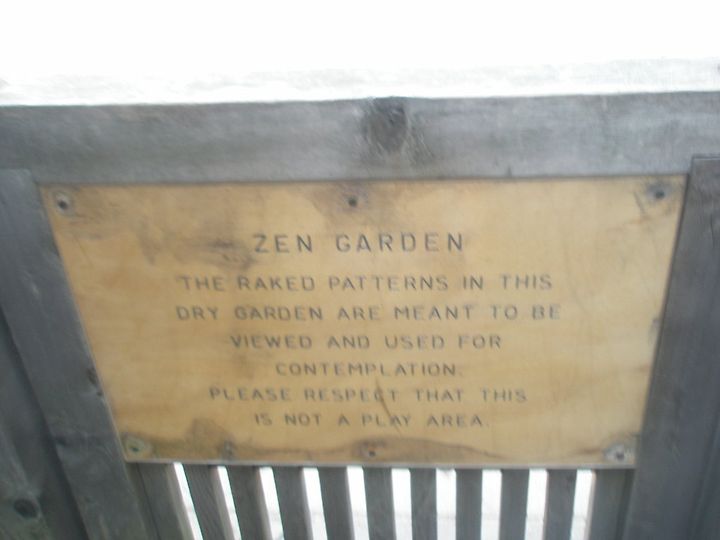 ZEN GARDEN
THE RAKED PATTERNS IN THIS
DRY GARDEN ARE MEANT TO BE
VIEWED AND USED FOR
CONTEMPLATION.
PLEASE RESPECT THAT THIS
IS NOT A PLAY AREA.